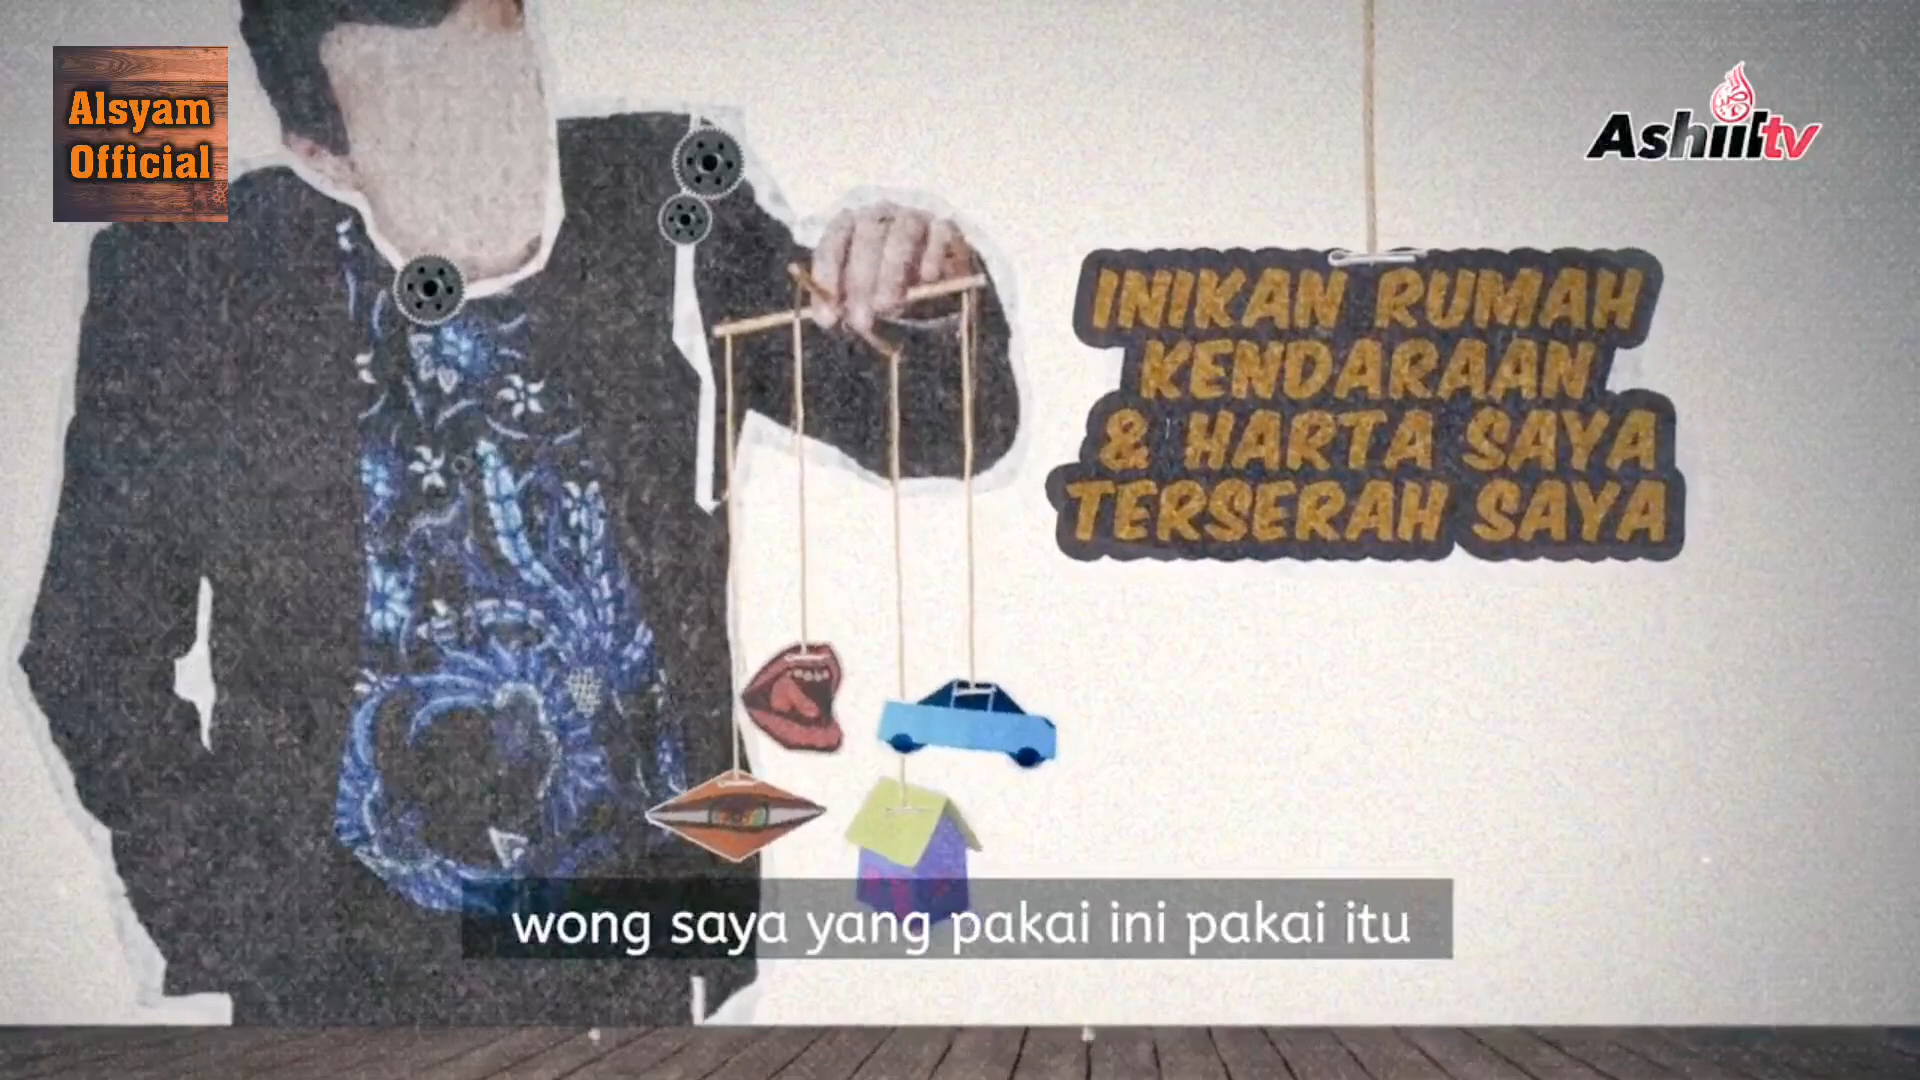 Alsyam
Official
Ashiiltv
INIKAN RUMAH
KENDARAAN
& HARTA SAYA
TERSERAH SAYA
wong saya yang pakai ini pakai itu